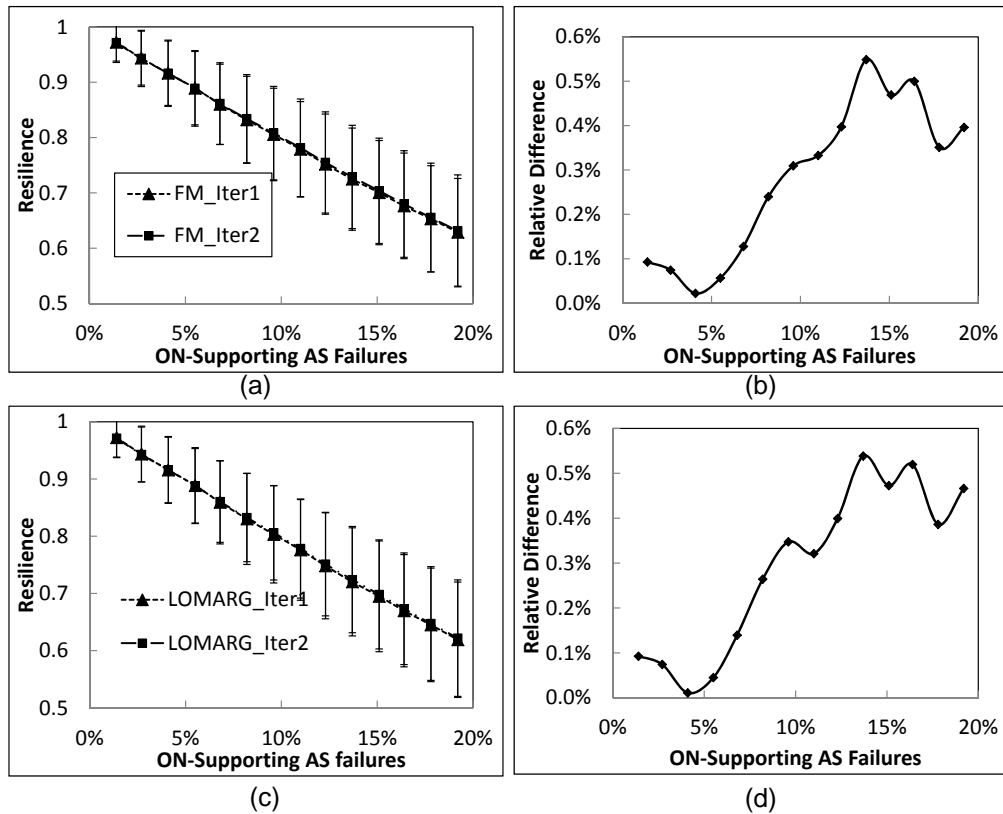 1
0.9
0.8
0.7
0.6
0.5
Resilience
FM_Iter1
FM_Iter2
0%
5%
10%
15%
20%
ON-Supporting AS Failures
(a)
0.6%
0.5%
0.4%
0.3%
0.2%
0.1%
0.0%
Relative Difference
0%
5%
10%
15%
20%
ON-Supporting AS Failures
(b)
1
0.9
0.8
0.7
0.6
0.5
Resilience
LOMARG_Iter1
LOMARG_Iter2
0%
5%
10%
15%
20%
ON-Supporting AS failures
(c)
0.6%
0.5%
0.4%
0.3%
0.2%
0.1%
0.0%
Relative Difference
0%
5%
10%
15%
20%
ON-Supporting AS Failures
(d)